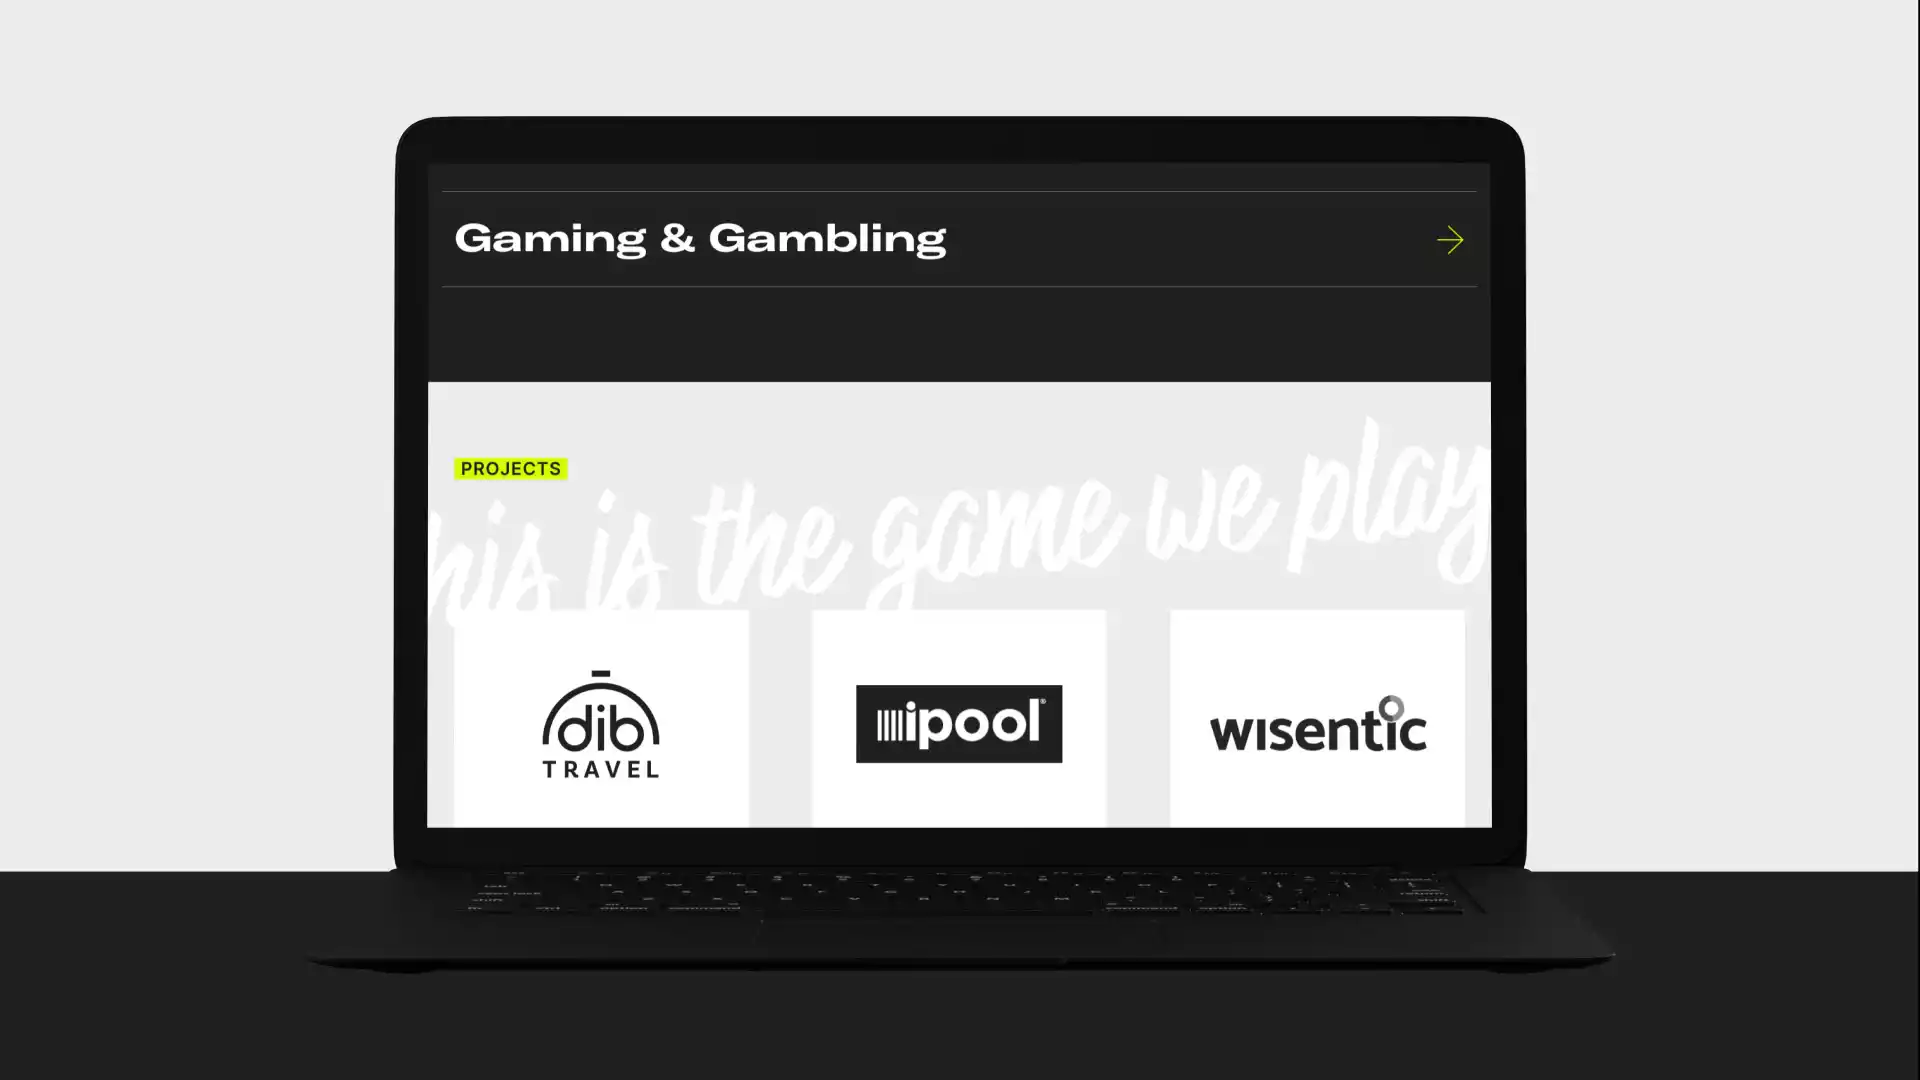 Gaming & Gambling
PROJECTS
his is the game we play
dib
TRAVEL
ipool®
wisentic